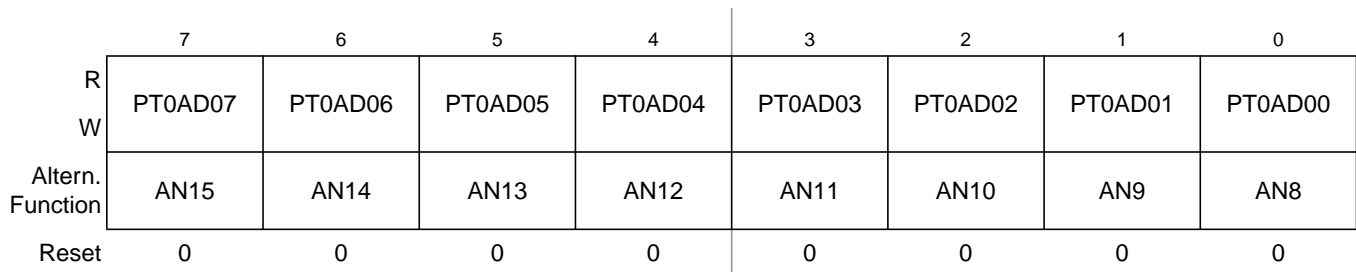 7 6 5 4 3 2 1 0
R
W
PT0AD07 PT0AD06 PT0AD05 PT0AD04 PT0AD03 PT0AD02 PT0AD01 PT0AD00
Altern.
Function
AN15 AN14 AN13 AN12 AN11 AN10 AN9 AN8
Reset 0 0 0 0 0 0 0 0